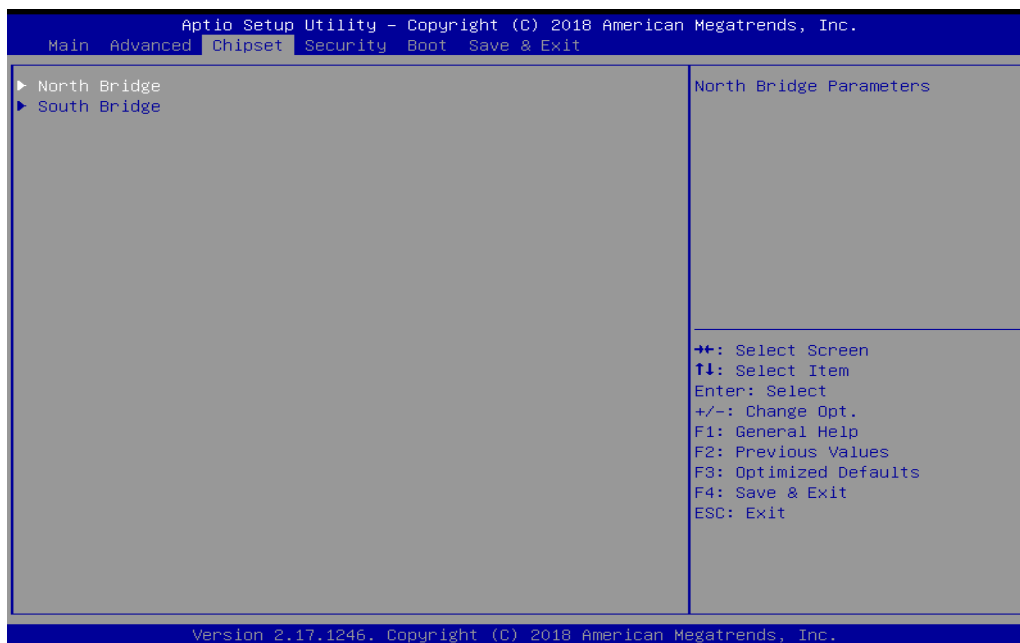 Aptio Setup Utility – Copyright (C) 2018 American Megatrends, Inc.
Main Advanced Chipset Security Boot Save & Exit
▶ North Bridge
▶ South Bridge
North Bridge Parameters
→←: Select Screen
↑↓: Select Item
Enter: Select
+/-: Change Opt.
F1: General Help
F2: Previous Values
F3: Optimized Defaults
F4: Save & Exit
ESC: Exit
Version 2.17.1246. Copyright (C) 2018 American Megatrends, Inc.